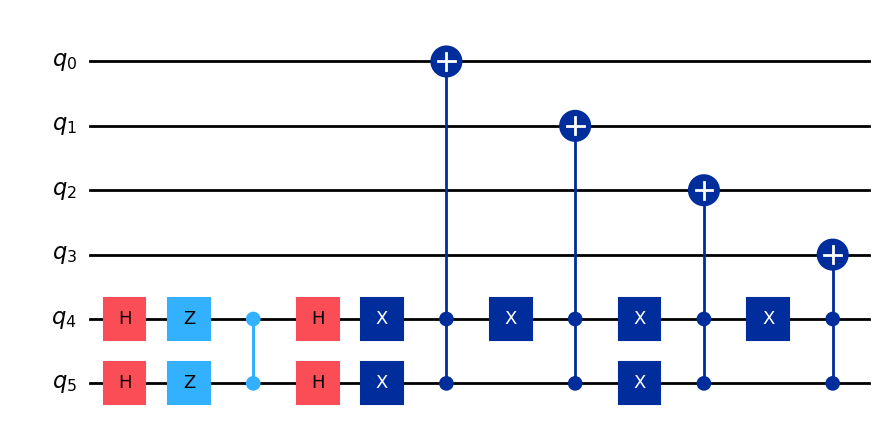 q0
q1
q2
q3
q4 H Z H X X X X
q5 H Z H X X